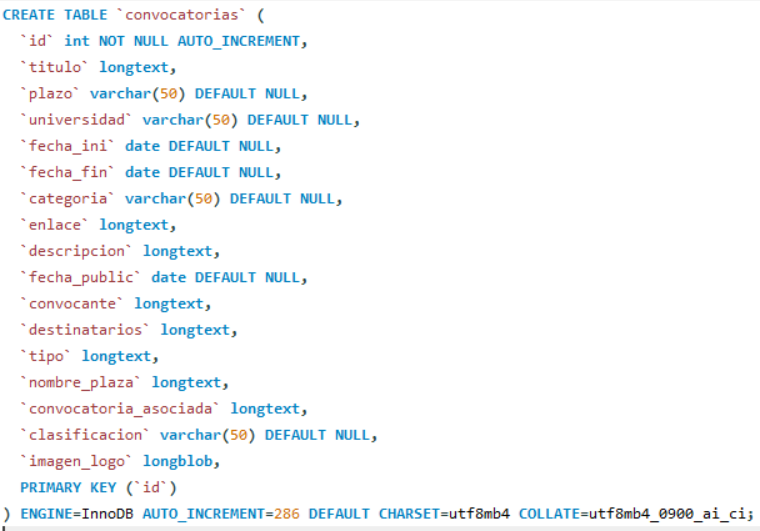 CREATE TABLE `convocatorias` (
  `id` int NOT NULL AUTO_INCREMENT,
  `titulo` longtext,
  `plazo` varchar(50) DEFAULT NULL,
  `universidad` varchar(50) DEFAULT NULL,
  `fecha_ini` date DEFAULT NULL,
  `fecha_fin` date DEFAULT NULL,
  `categoria` varchar(50) DEFAULT NULL,
  `enlace` longtext,
  `descripcion` longtext,
  `fecha_public` date DEFAULT NULL,
  `convocante` longtext,
  `destinatarios` longtext,
  `tipo` longtext,
  `nombre_plaza` longtext,
  `convocatoria_asociada` longtext,
  `clasificacion` varchar(50) DEFAULT NULL,
  `imagen_logo` longblob,
  PRIMARY KEY (`id`)
) ENGINE=InnoDB AUTO_INCREMENT=286 DEFAULT CHARSET=utf8mb4 COLLATE=utf8mb4_0900_ai_ci;